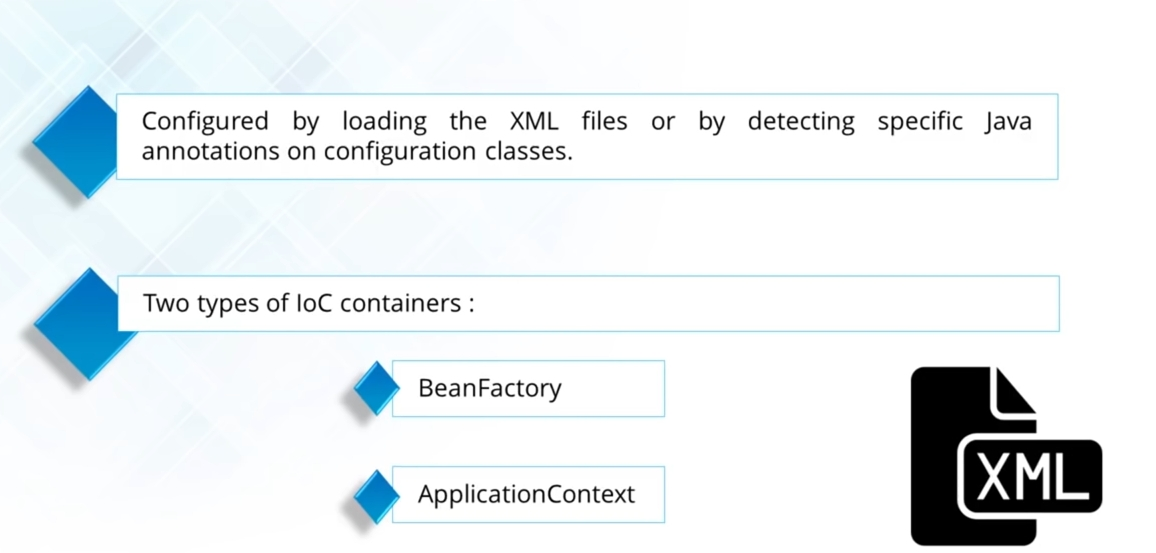 Configured by loading the XML files or by detecting specific Java
annotations on configuration classes.
Two types of IoC containers :
BeanFactory
ApplicationContext
XML